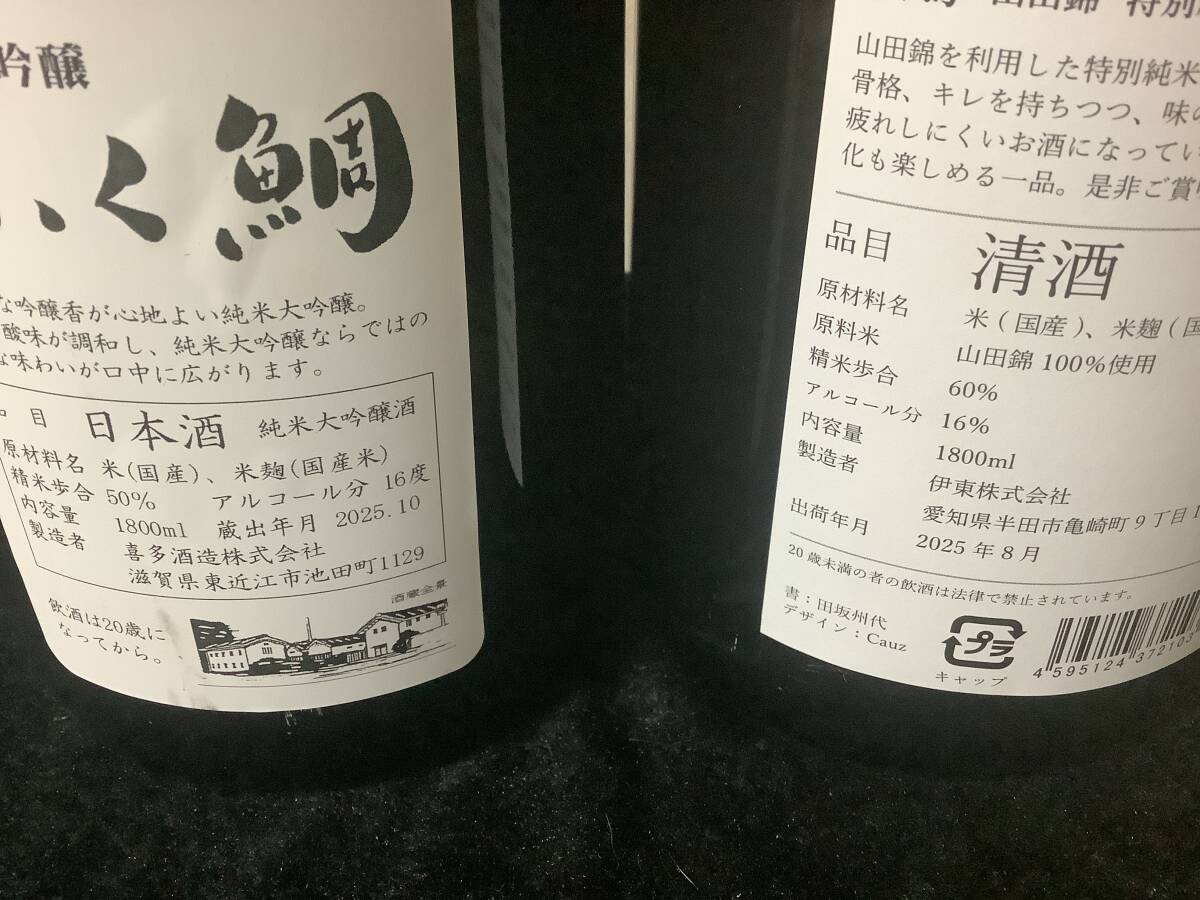 吟醸
く鯛
な吟醸香が心地よい純米大吟醸。
酸味が調和し、純米大吟醸ならではの
な味わいが口中に広がります。
目 日本酒 純米大吟醸酒
原材料名 米(国産)、米麹(国産米)
精米歩合 50% アルコール分 16度
内容量 1800ml 蔵出年月 2025.10
製造者 喜多酒造株式会社
滋賀県東近江市池田町1129
飲酒は20歳に
なってから。
酒蔵全景
山田錦 特別
山田錦を利用した特別純米
骨格、キレを持ちつつ、味の
疲れしにくいお酒になってい
化も楽しめる一品。是非ご賞
品目 清酒
原材料名 米(国産)、米麹(国
原料米 山田錦100%使用
精米歩合 60%
アルコール分 16%
内容量 1800ml
製造者 伊東株式会社
愛知県半田市亀崎町9丁目1
出荷年月 2025年8月
20歳未満の者の飲酒は法律で禁止されています。
書:田坂州代
デザイン:Cauz
プラ
キャップ
4 595124 37210